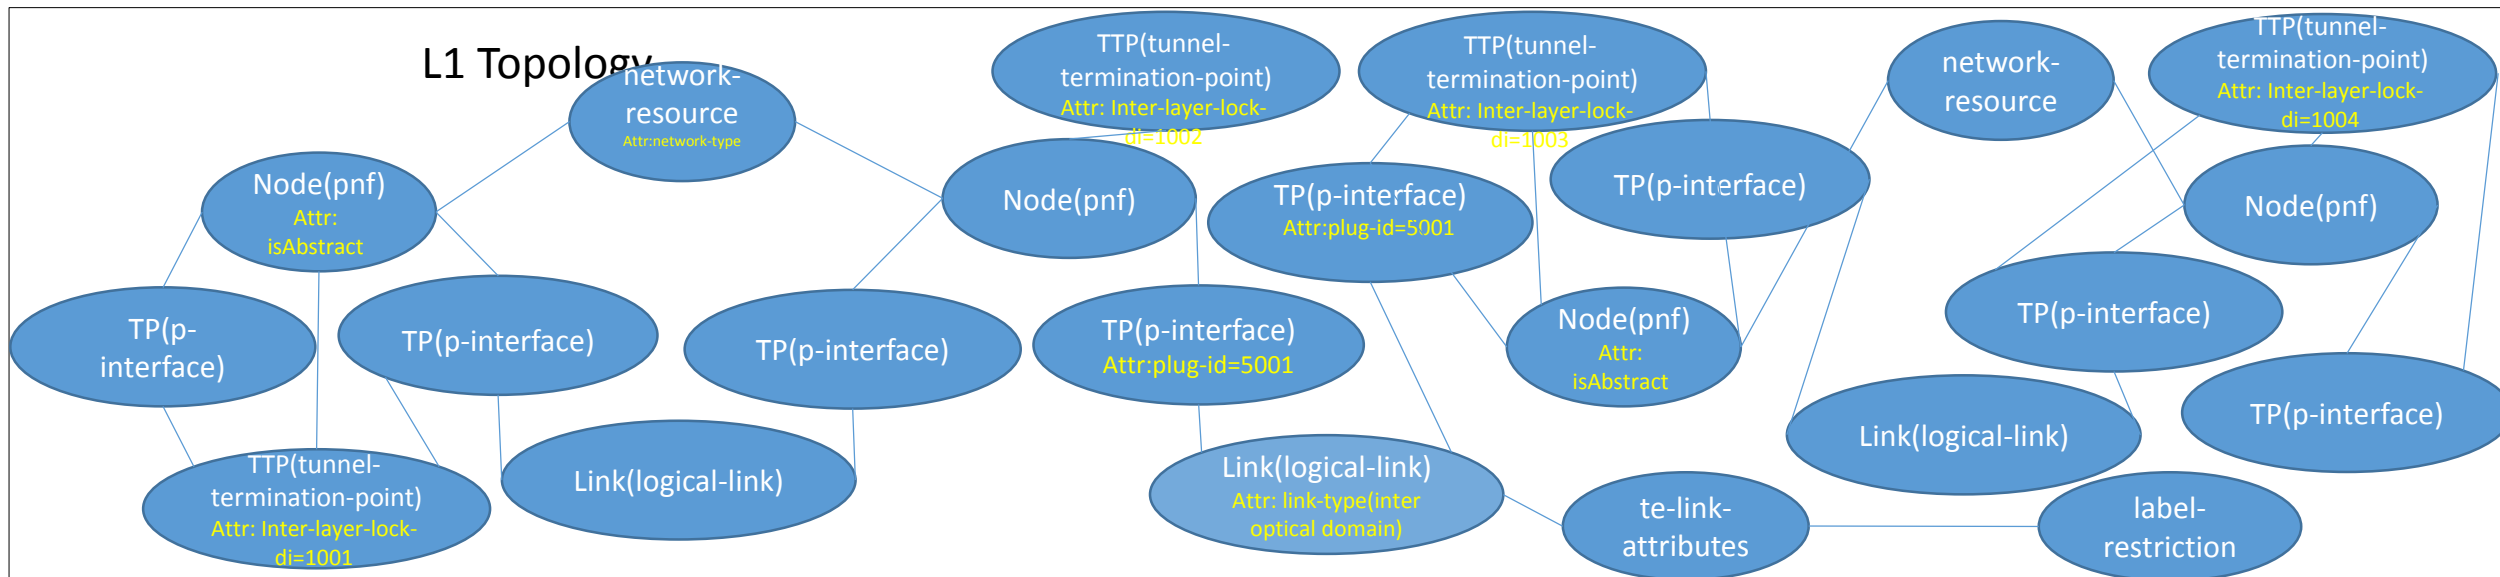 L1 Topology
network-
resource
Attr:network-type
Node(pnf)
Attr:
isAbstract
TP(p-
interface)
TP(p-interface)
TTP(tunnel-
termination-point)
Attr: Inter-layer-lock-
di=1001
Link(logical-link)
TP(p-interface)
TTP(tunnel-
termination-point)
Attr: Inter-layer-lock-
di=1002
Node(pnf)
TP(p-interface)
Attr:plug-id=5001
TTP(tunnel-
termination-point)
Attr: Inter-layer-lock-
di=1003
TP(p-interface)
Attr:plug-id=5001
TP(p-interface)
Node(pnf)
Attr:
isAbstract
Link(logical-link)
Attr: link-type(inter
optical domain)
te-link-
attributes
label-
restriction
network-
resource
TTP(tunnel-
termination-point)
Attr: Inter-layer-lock-
di=1004
Node(pnf)
TP(p-interface)
TP(p-interface)
Link(logical-link)